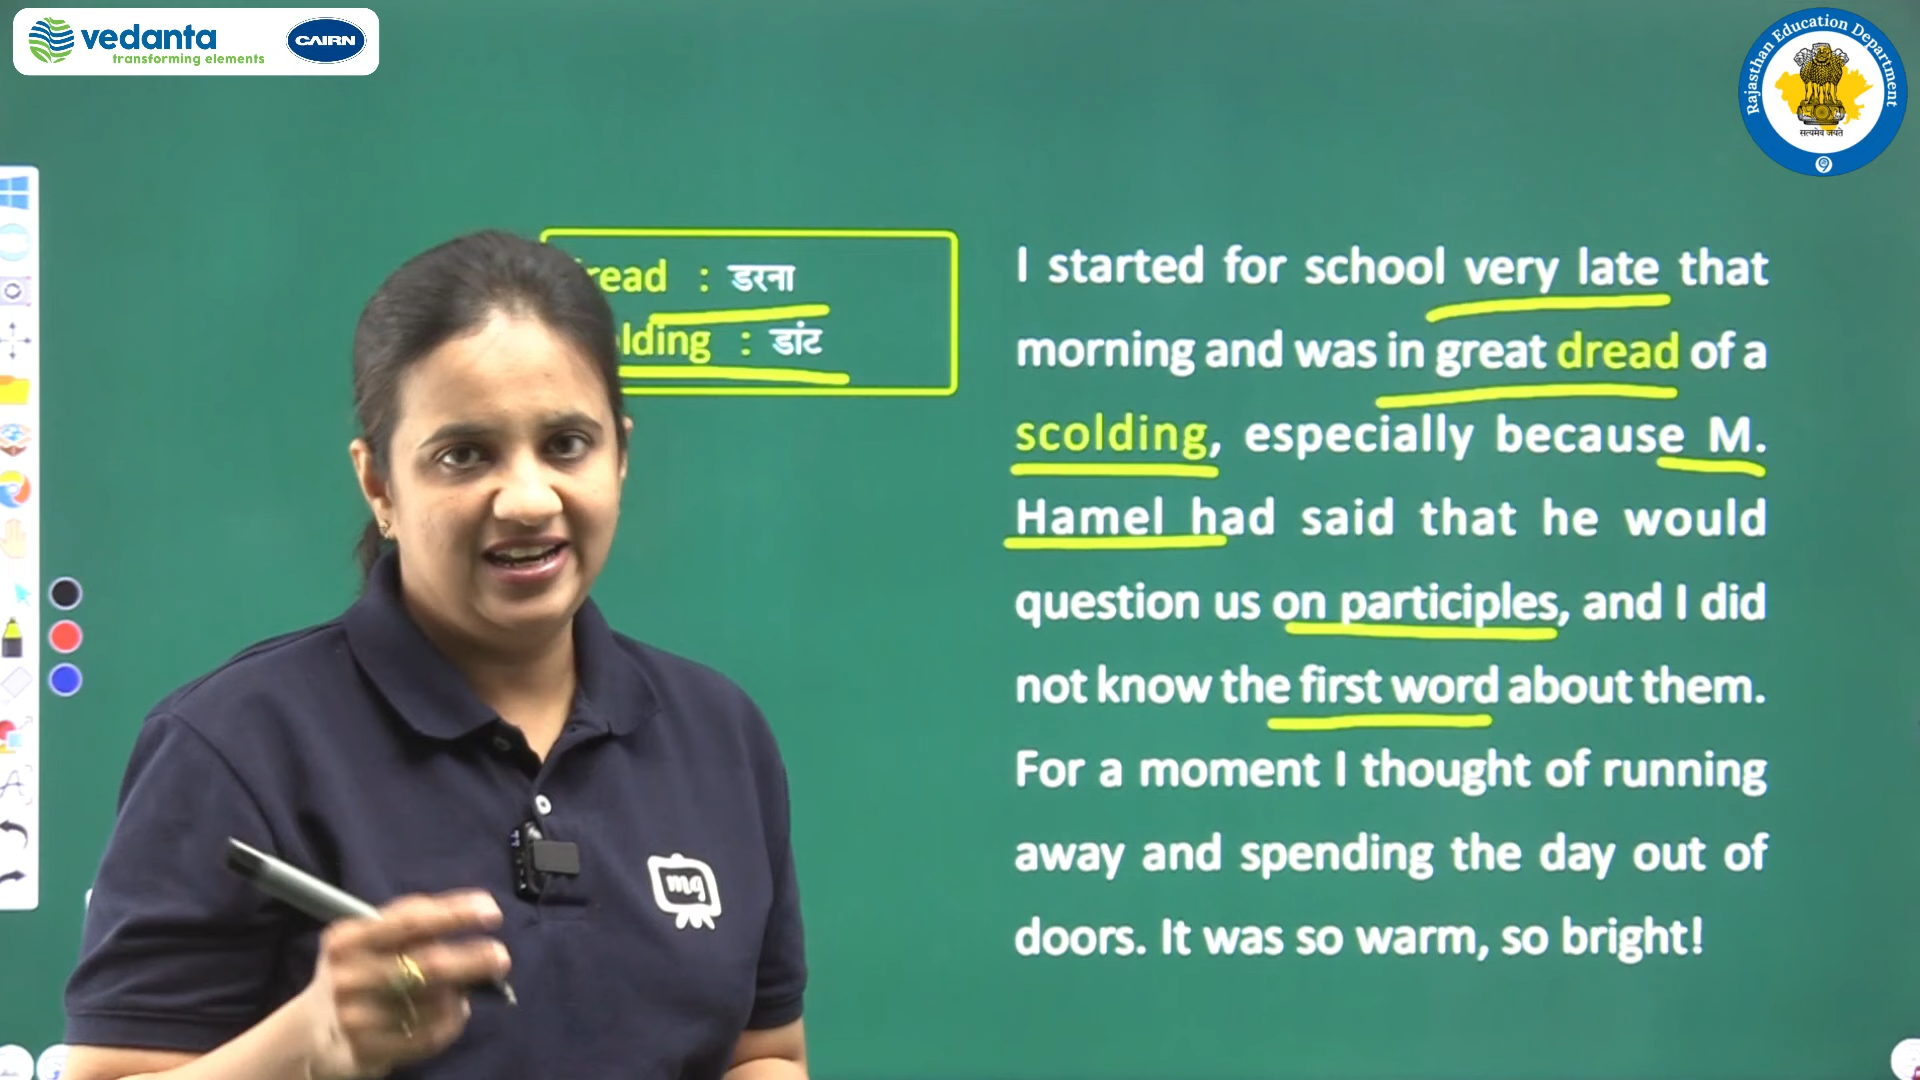 vedanta
transforming elements
CAIRN
Rajasthan Education Department
सत्यमेव जयते
: डरना
: डांट
I started for school very late that
morning and was in great dread of a
scolding, especially because M.
Hamel had said that he would
question us on participles, and I did
not know the first word about them.
For a moment I thought of running
away and spending the day out of
doors. It was so warm, so bright!
mg